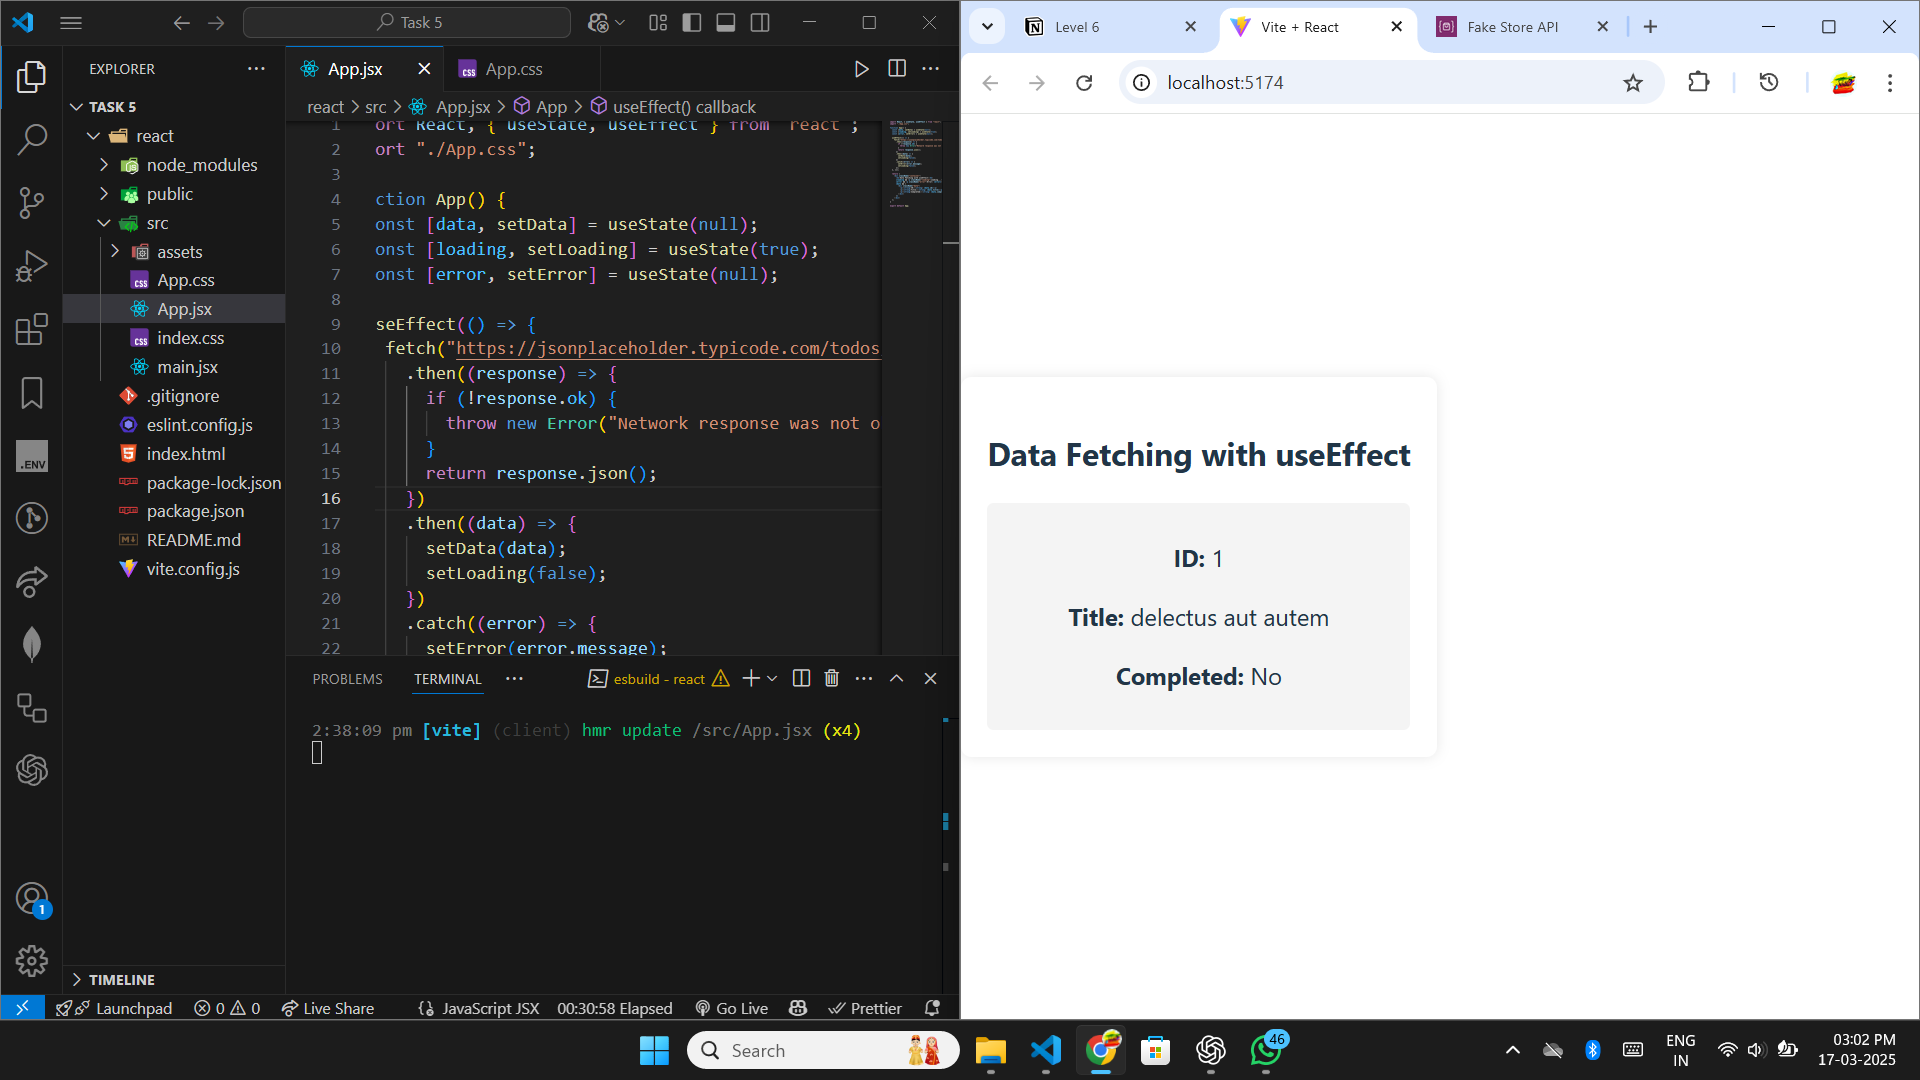 Task 5
EXPLORER
TASK 5
react
node_modules
public
src
assets
App.css
App.jsx
index.css
main.jsx
.gitignore
eslint.config.js
index.html
package-lock.json
package.json
README.md
vite.config.js
TIMELINE
.ENV
1
App.jsx
App.css
react > src > App.jsx > App > useEffect() callback
1 ort React, { useState, useEffect } from "react";
2 ort "./App.css";
3
4 ction App() {
5 onst [data, setData] = useState(null);
6 onst [loading, setLoading] = useState(true);
7 onst [error, setError] = useState(null);
8
9 seEffect(() => {
10 fetch("https://jsonplaceholder.typicode.com/todos
11 .then((response) => {
12 if (!response.ok) {
13 throw new Error("Network response was not o
14 }
15 return response.json();
16 })
17 .then((data) => {
18 setData(data);
19 setLoading(false);
20 })
21 .catch((error) => {
22 setError(error.message);
PROBLEMS TERMINAL esbuild - react
2:38:09 pm [vite] (client) hmr update /src/App.jsx (x4)
Launchpad 0 0 Live Share JavaScript JSX 00:30:58 Elapsed Go Live Prettier
Level 6
Vite + React
Fake Store API
localhost:5174
Data Fetching with useEffect
ID: 1
Title: delectus aut autem
Completed: No
Search
46
ENG
IN
03:02 PM
17-03-2025